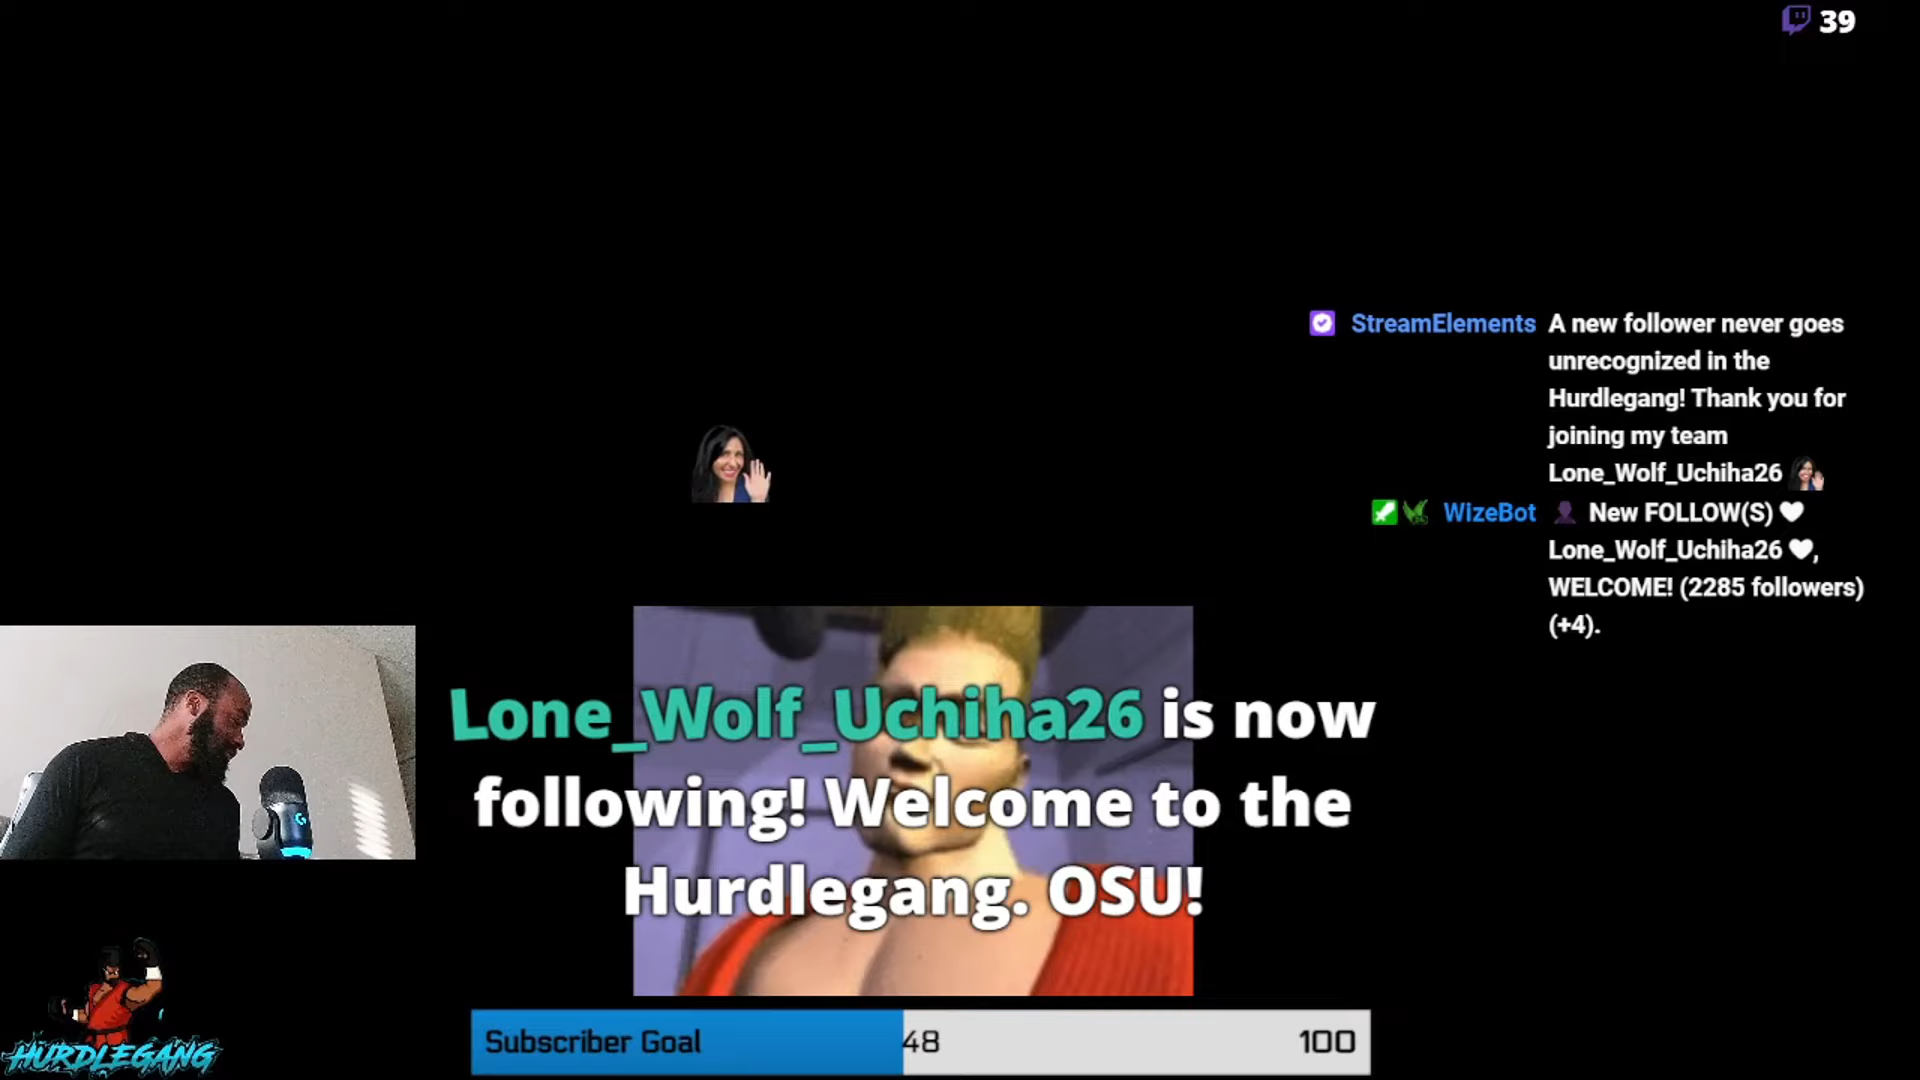 39
StreamElements A new follower never goes
unrecognized in the
Hurdlegang! Thank you for
joining my team
Lone_Wolf_Uchiha26
WizeBot New FOLLOW(S)
Lone_Wolf_Uchiha26 ,
WELCOME! (2285 followers)
(+4).
Lone_Wolf_Uchiha26 is now
following! Welcome to the
Hurdlegang. OSU!
HURDLEGANG
Subscriber Goal 48 100